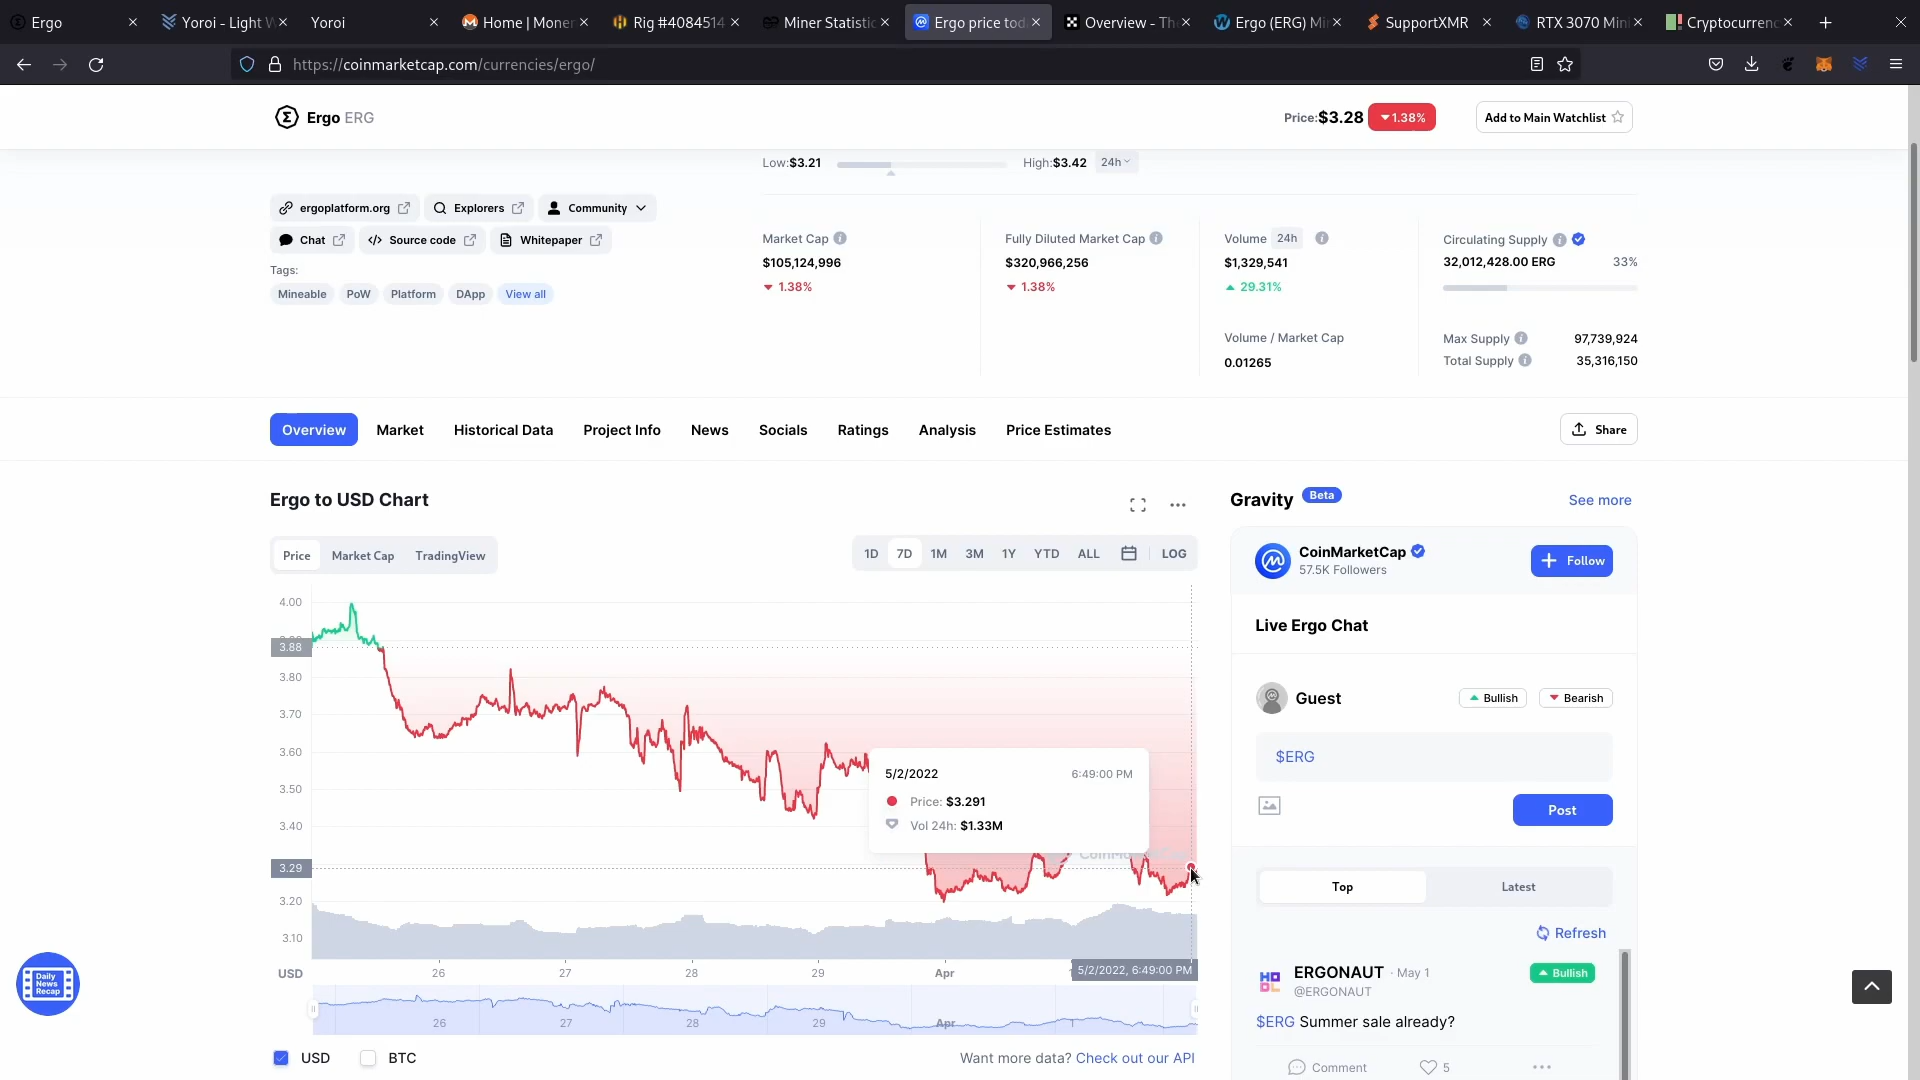 Ergo
Yoroi - Light W
Yoroi
Home | Moner
Rig #4084514
Miner Statistic
Ergo price tod
Overview - Th
Ergo (ERG) Mi
SupportXMR
RTX 3070 Mini
Cryptocurrenc
https://coinmarketcap.com/currencies/ergo/
Ergo ERG
Price:$3.28 1.38%
Add to Main Watchlist
Low:$3.21
High:$3.42
24h
ergoplatform.org
Explorers
Community
Chat
Source code
Whitepaper
Tags:
Mineable
PoW
Platform
DApp
View all
Market Cap
$105,124,996
1.38%
Fully Diluted Market Cap
$320,966,256
1.38%
Volume 24h
$1,329,541
29.31%
Volume / Market Cap
0.01265
Circulating Supply
32,012,428.00 ERG 33%
Max Supply 97,739,924
Total Supply 35,316,150
Overview
Market
Historical Data
Project Info
News
Socials
Ratings
Analysis
Price Estimates
Share
Ergo to USD Chart
Price
Market Cap
TradingView
1D
7D
1M
3M
1Y
YTD
ALL
LOG
4.00
3.88
3.80
3.70
3.60
3.50
3.40
3.29
3.20
3.10
5/2/2022 6:49:00 PM
Price: $3.291
Vol 24h: $1.33M
USD
26
27
28
29
Apr
5/2/2022, 6:49:00 PM
26
27
28
29
Apr
1
USD
BTC
Want more data? Check out our API
Gravity Beta
See more
CoinMarketCap
57.5K Followers
Follow
Live Ergo Chat
Guest
Bullish
Bearish
$ERG
Post
Top
Latest
Refresh
ERGONAUT · May 1
@ERGONAUT
Bullish
$ERG Summer sale already?
Comment
5
Daily
News
Recap